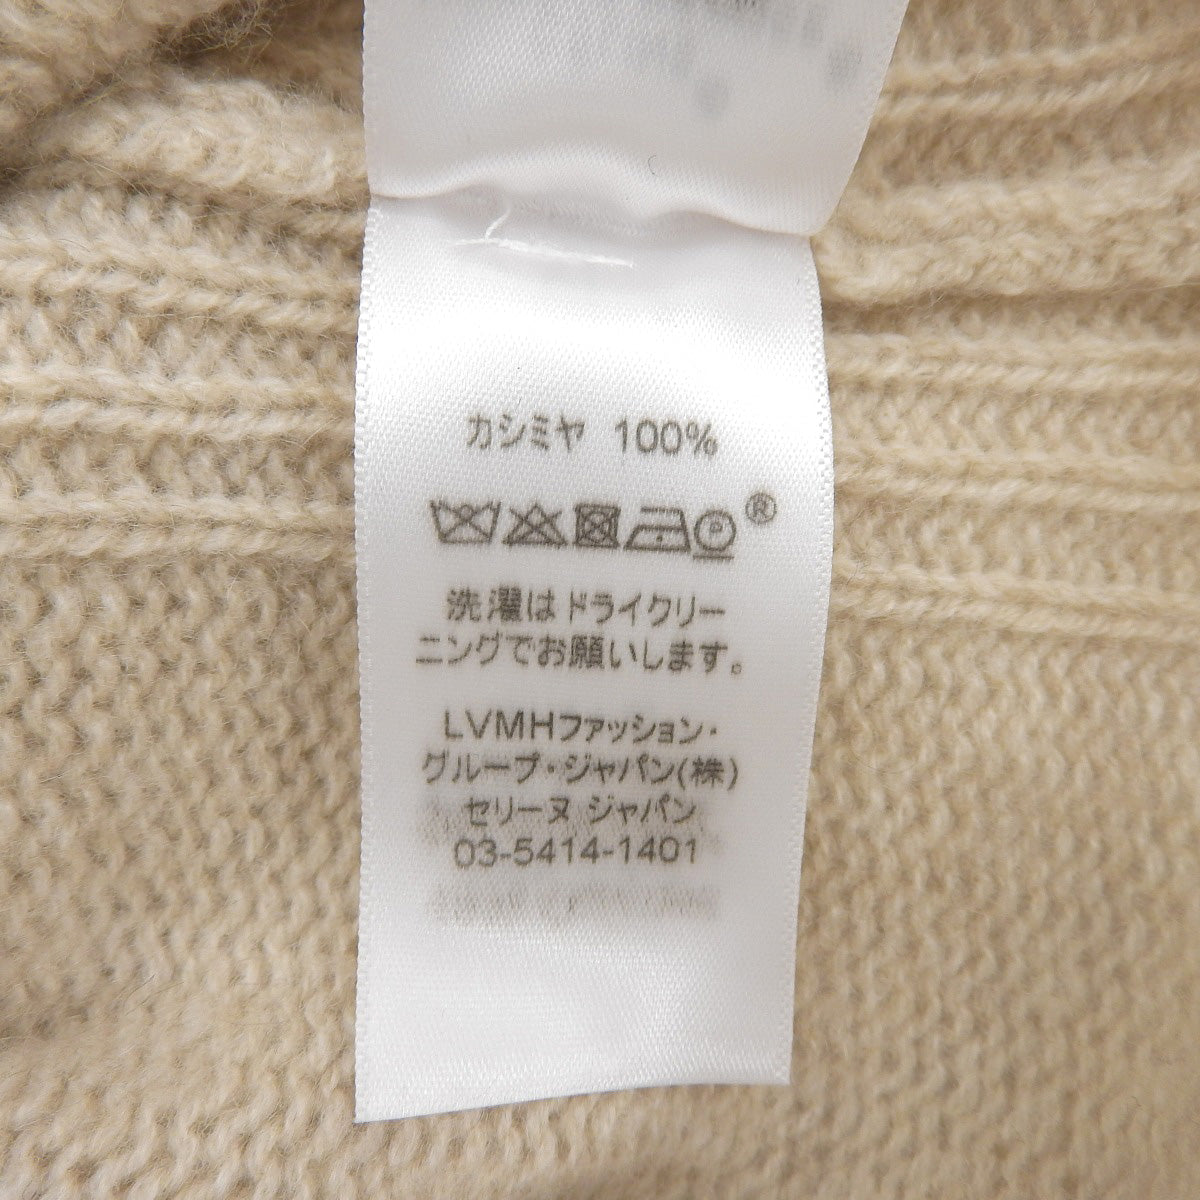 カシミヤ 100%
P ®
洗濯は ドライクリー
ニングでお願いします。
LVMHファッション・
グループ・ジャパン(株)
セリーヌ ジャパン
03-5414-1401